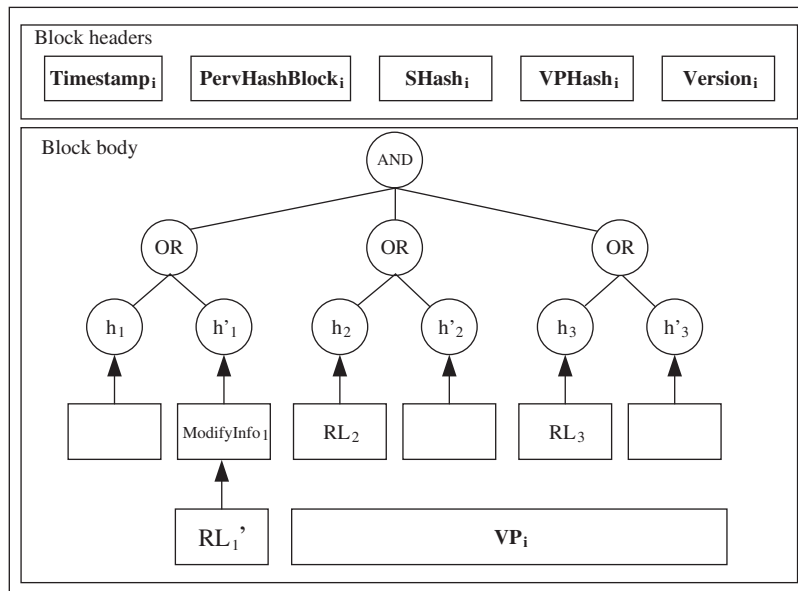 Block headers
Timestampᵢ PervHashBlockᵢ SHashᵢ VPHashᵢ Versionᵢ
Block body
AND
OR OR OR
h₁ h'₁ h₂ h'₂ h₃ h'₃
ModifyInfo₁ RL₂ RL₃
RL₁’ VPᵢ